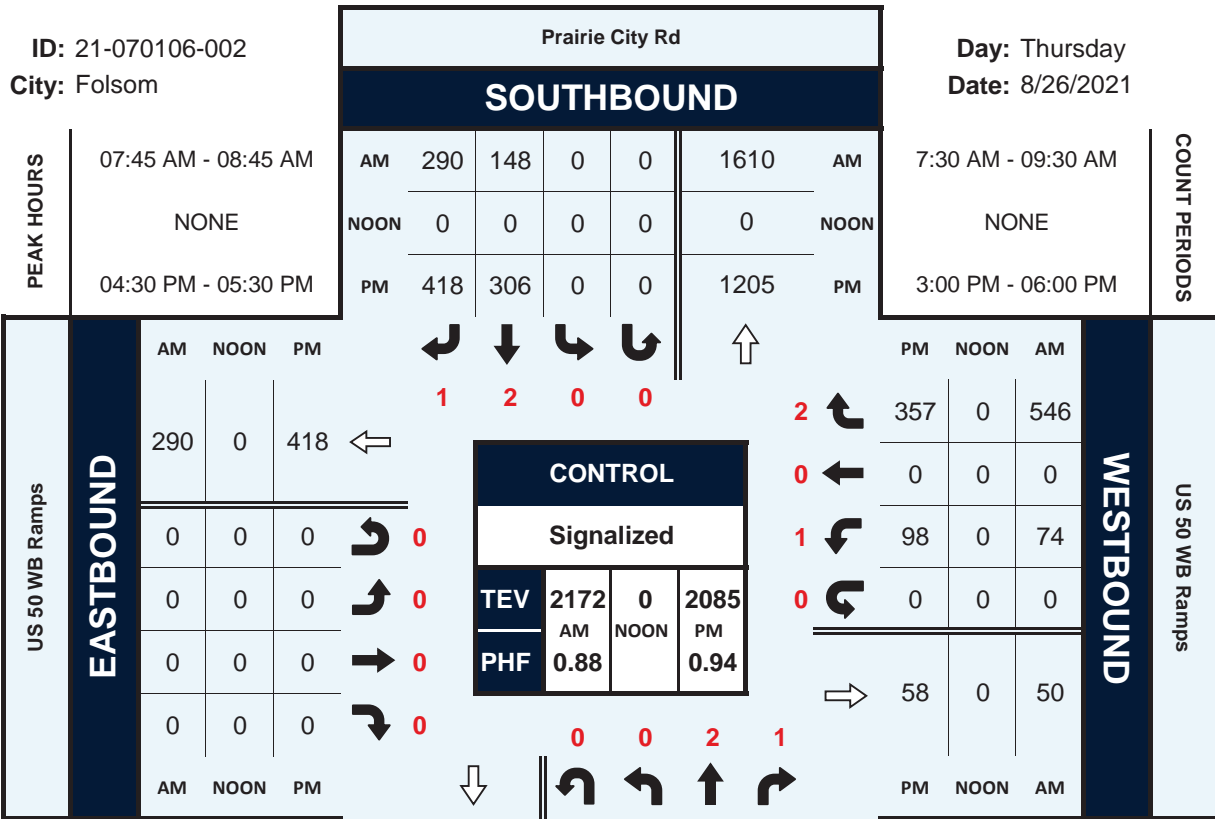 ID: 21-070106-002
City: Folsom
Prairie City Rd
SOUTHBOUND
Day: Thursday
Date: 8/26/2021
PEAK HOURS
07:45 AM - 08:45 AM
NONE
04:30 PM - 05:30 PM
AM 290 148 0 0 1610 AM
NOON 0 0 0 0 0 NOON
PM 418 306 0 0 1205 PM
7:30 AM - 09:30 AM
NONE
3:00 PM - 06:00 PM
COUNT PERIODS
1 2 0 0
US 50 WB Ramps
EASTBOUND
AM NOON PM
290 0 418
0 0 0 0
0 0 0 0
0 0 0 0
0 0 0 0
AM NOON PM
CONTROL
Signalized
TEV 2172 0 2085
AM NOON PM
PHF 0.88 0.94
PM NOON AM
2 357 0 546
0 0 0 0
1 98 0 74
0 0 0 0
58 0 50
PM NOON AM
WESTBOUND
US 50 WB Ramps
0 0 2 1